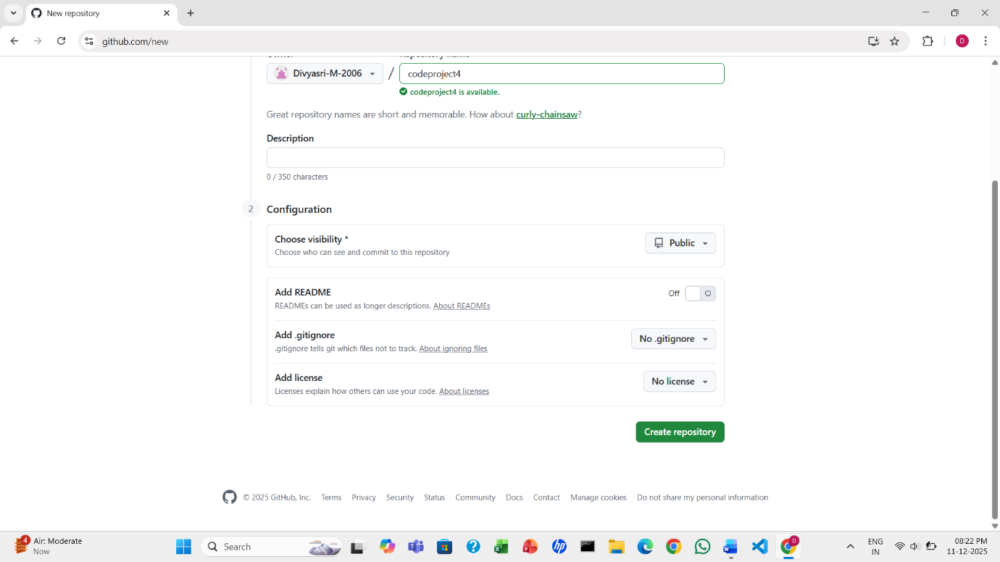 New repository
github.com/new
D
Owner Repository name
Divyasri-M-2006 / codeproject4
codeproject4 is available.
Great repository names are short and memorable. How about curly-chainsaw?
Description
0 / 350 characters
2 Configuration
Choose visibility *
Public
Choose who can see and commit to this repository
Add README
Off
READMEs can be used as longer descriptions. About READMEs
Add .gitignore
No .gitignore
.gitignore tells git which files not to track. About ignoring files
Add license
No license
Licenses explain how others can use your code. About licenses
Create repository
© 2025 GitHub, Inc. Terms Privacy Security Status Community Docs Contact Manage cookies Do not share my personal information
4 Air: Moderate
Now
Search
ENG
IN
08:22 PM
11-12-2025